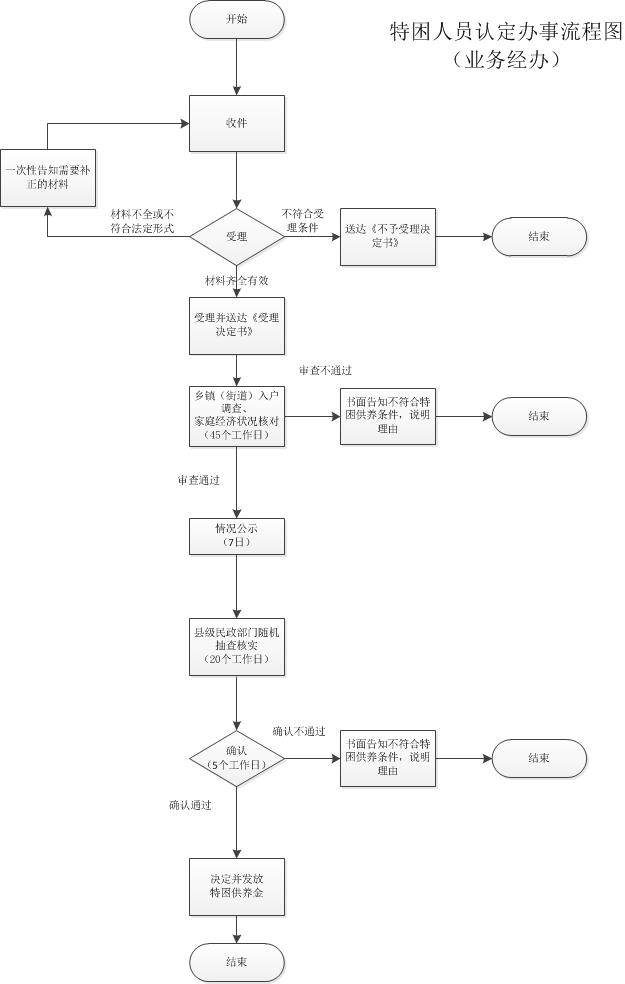 特困人员认定办事流程图
（业务经办）
开始
收件
一次性告知需要补
正的材料
材料不全或不
符合法定形式
受理
不符合受
理条件
送达《不予受理决
定书》
结束
材料齐全有效
受理并送达《受理
决定书》
乡镇（街道）入户
调查、
家庭经济状况核对
（45个工作日）
审查不通过
书面告知不符合特
困供养条件，说明
理由
结束
审查通过
情况公示
（7日）
县级民政部门随机
抽查核实
（20个工作日）
确认
（5个工作日）
确认不通过
书面告知不符合特
困供养条件，说明
理由
结束
确认通过
决定并发放
特困供养金
结束